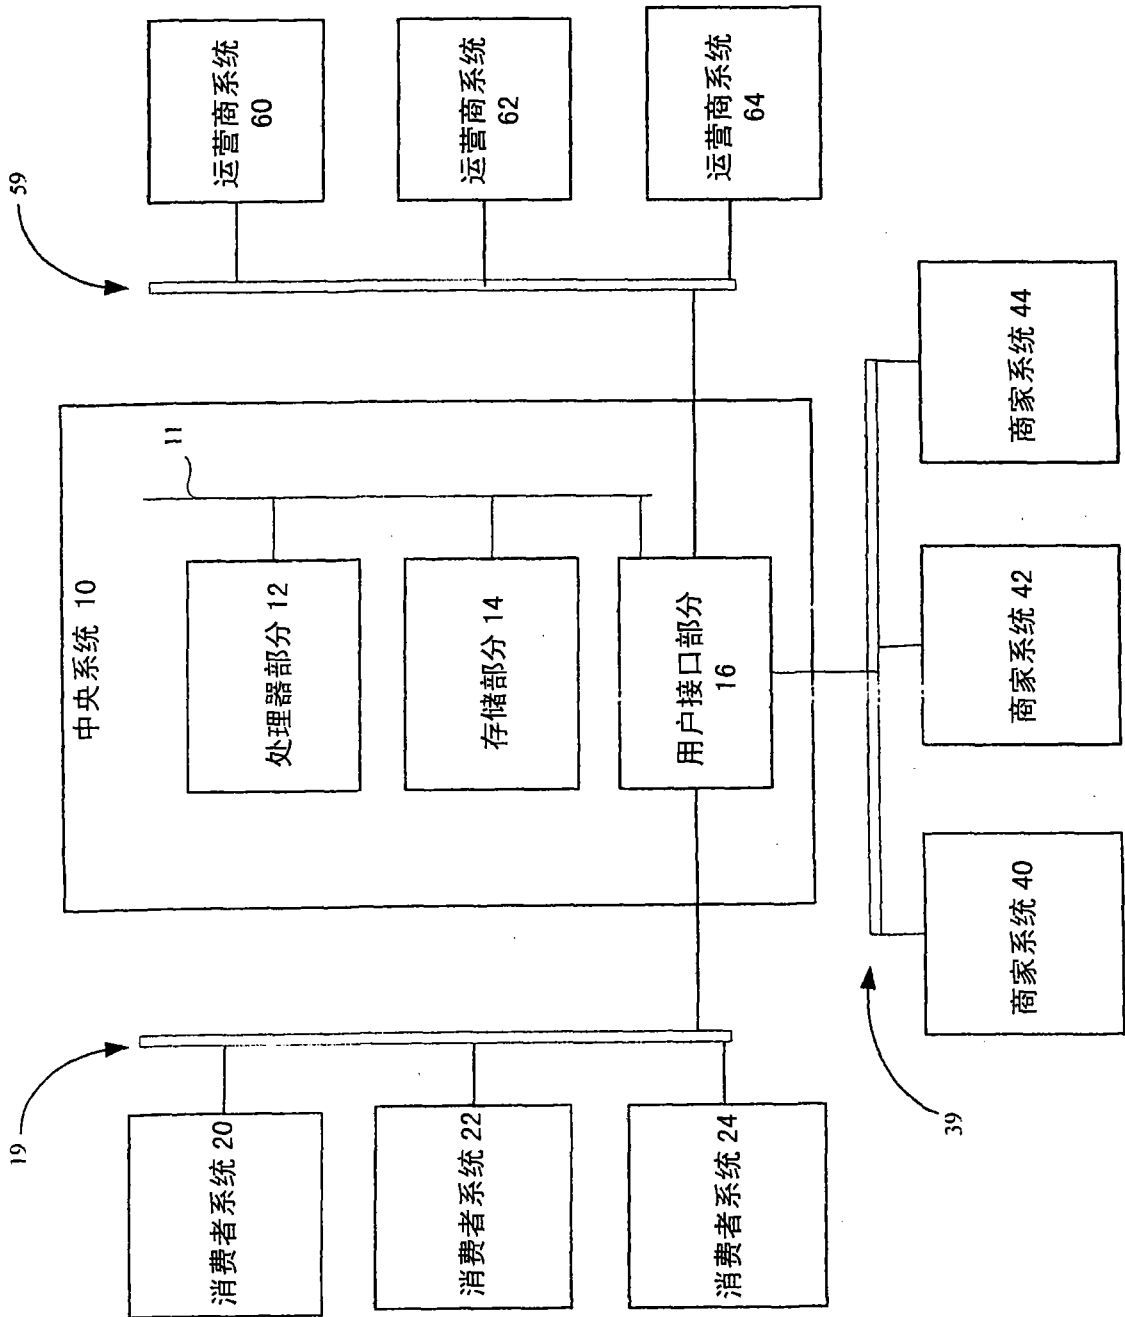 中央系统 10
11
处理器部分 12
存储部分 14
用户接口部分
16
19
消费者系统 20
消费者系统 22
消费者系统 24
59
运营商系统
60
运营商系统
62
运营商系统
64
39
商家系统 40
商家系统 42
商家系统 44